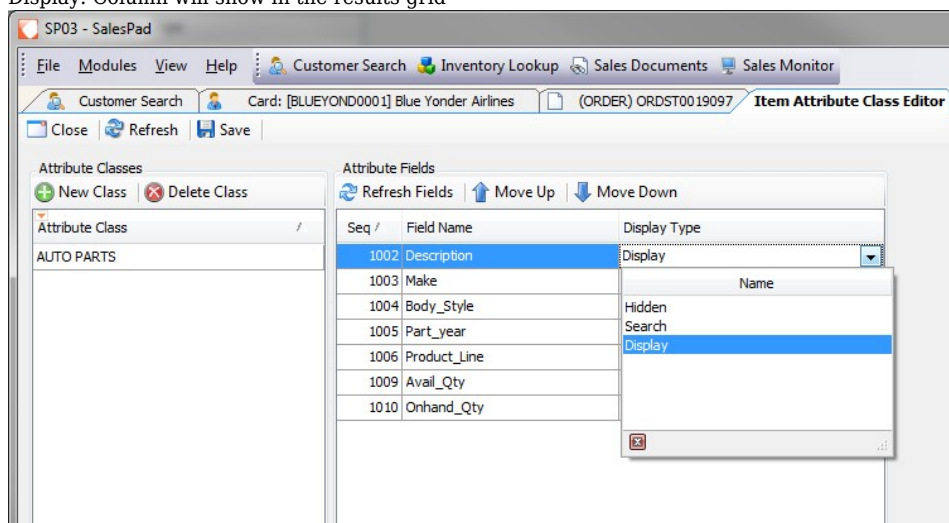 Display: Column will show in the results grid
SP03 - SalesPad
File Modules View Help Customer Search Inventory Lookup Sales Documents Sales Monitor
Customer Search Card: [BLUEYOND0001] Blue Yonder Airlines (ORDER) ORDST0019097 Item Attribute Class Editor
Close Refresh Save
Attribute Classes Attribute Fields
New Class Delete Class Refresh Fields Move Up Move Down
Attribute Class Seq Field Name Display Type
AUTO PARTS 1002 Description Display
1003 Make Name
1004 Body_Style Hidden
1005 Part_year Search
1006 Product_Line Display
1009 Avail_Qty
1010 Onhand_Qty